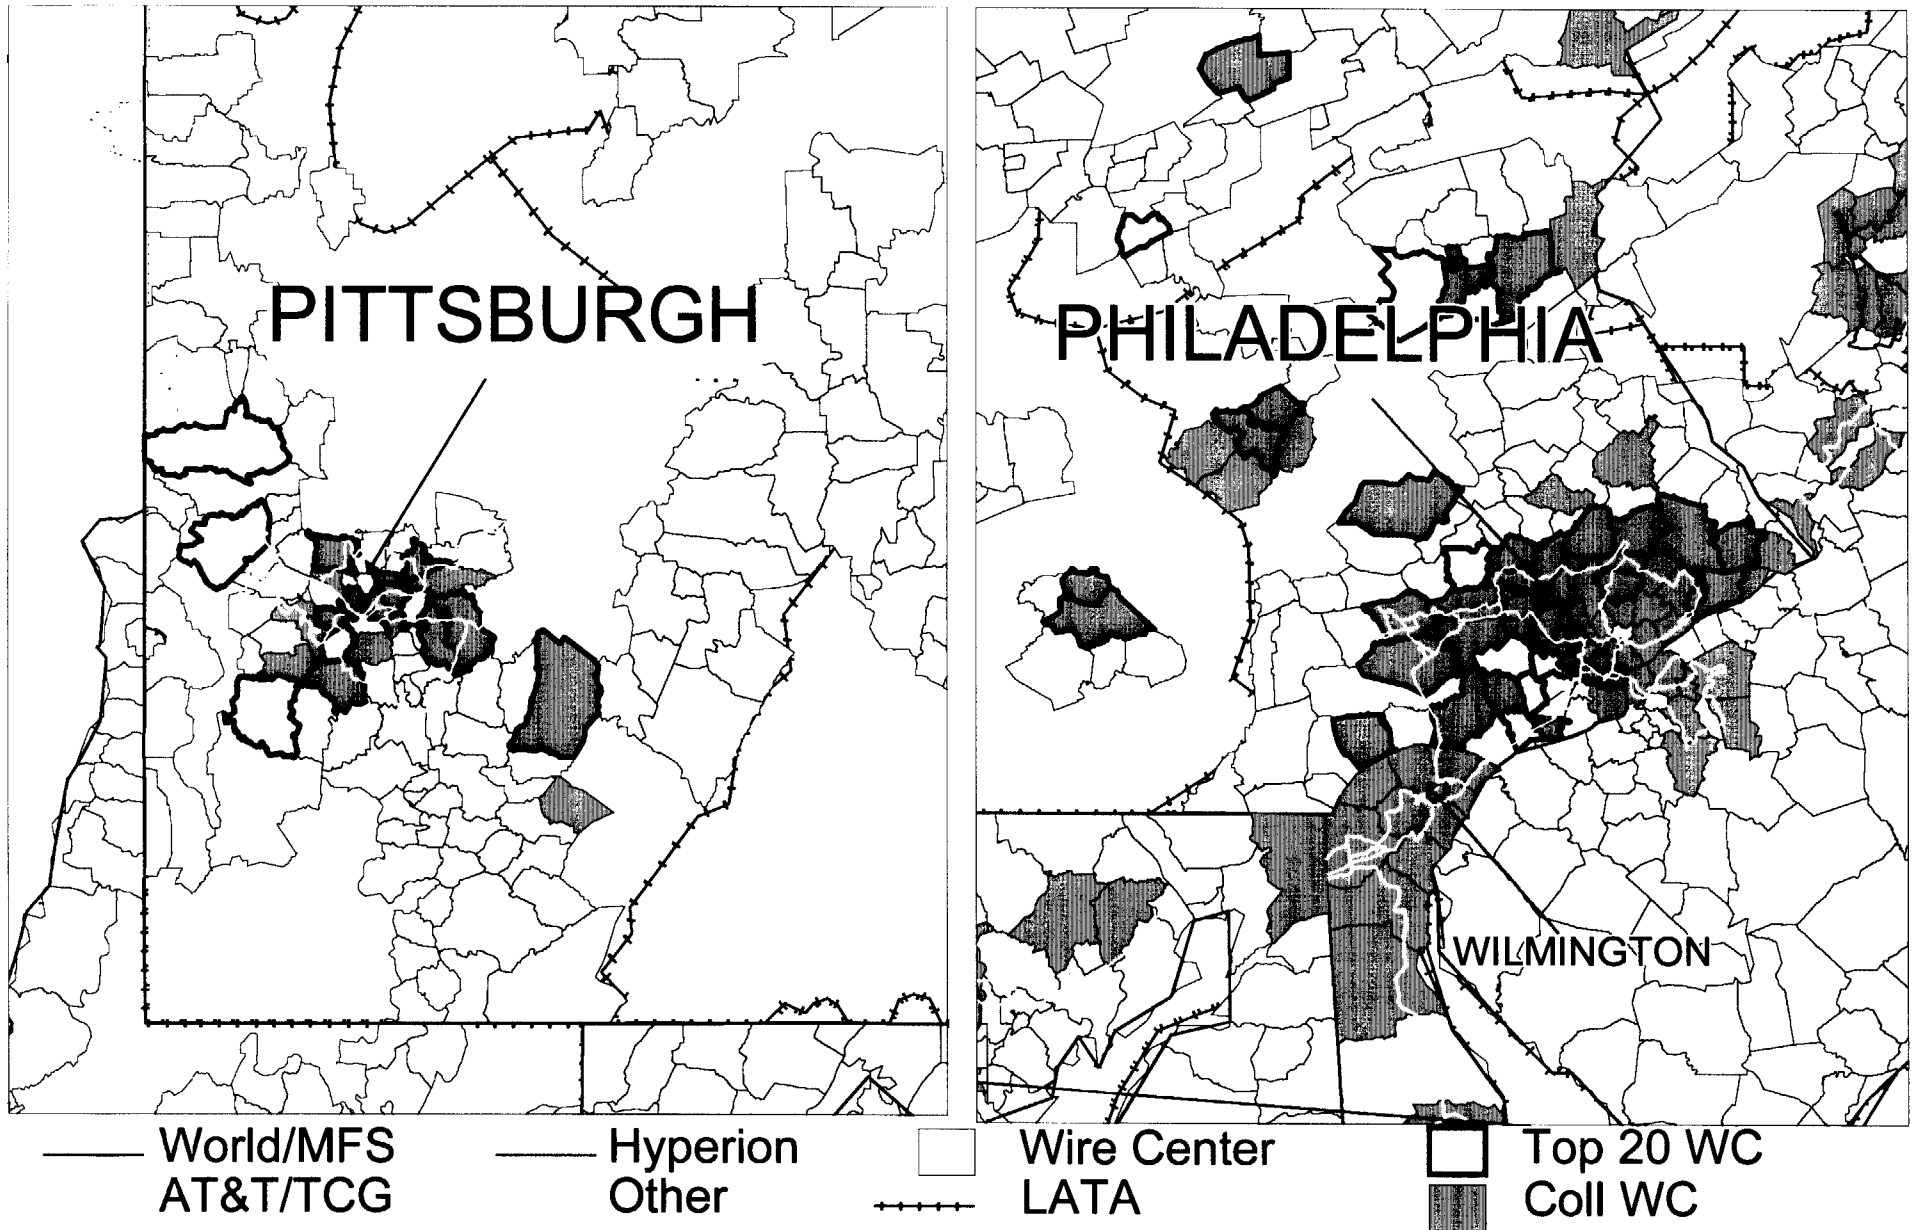 PITTSBURGH
PHILADELPHIA
WILMINGTON
World/MFS Hyperion Wire Center Top 20 WC
AT&T/TCG Other LATA Coll WC